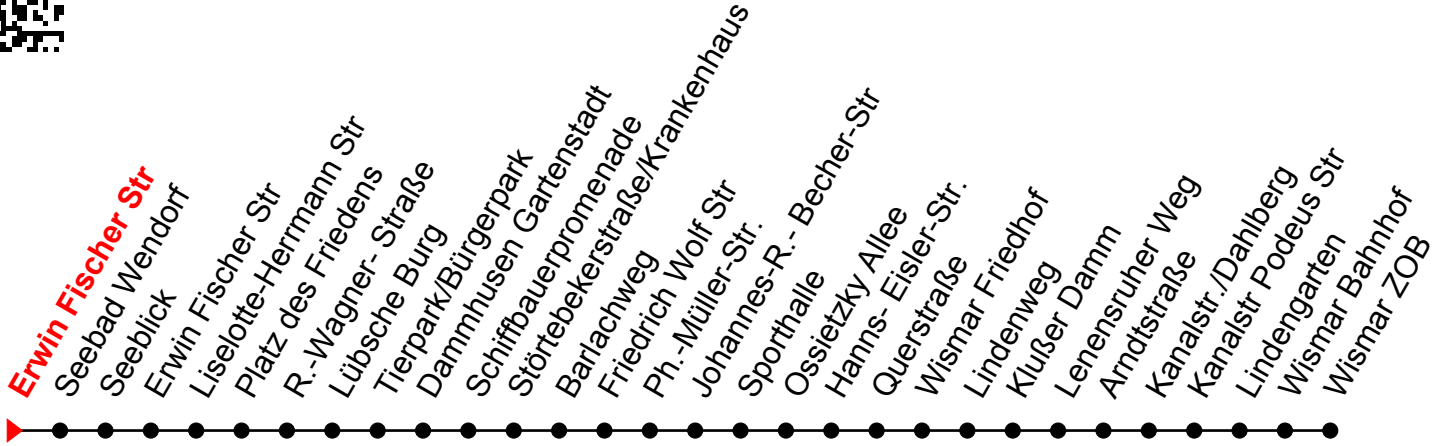 Erwin Fischer Str
Seebad Wendorf
Seeblick
Erwin Fischer Str
Liselotte-Herrmann Str
Platz des Friedens
R.-Wagner- Straße
Lübsche Burg
Tierpark/Bürgerpark
Dammhusen Gartenstadt
Schiffbauerpromenade
Störtebekerstraße/Krankenhaus
Barlachweg
Friedrich Wolf Str
Ph.-Müller-Str.
Johannes-R.- Becher-Str
Sporthalle
Ossietzky Allee
Hanns- Eisler-Str.
Querstraße
Wismar Friedhof
Lindenweg
Klußer Damm
Lenensruher Weg
Arndtstraße
Kanalstr./Dahlberg
Kanalstr Podeus Str
Lindengarten
Wismar Bahnhof
Wismar ZOB